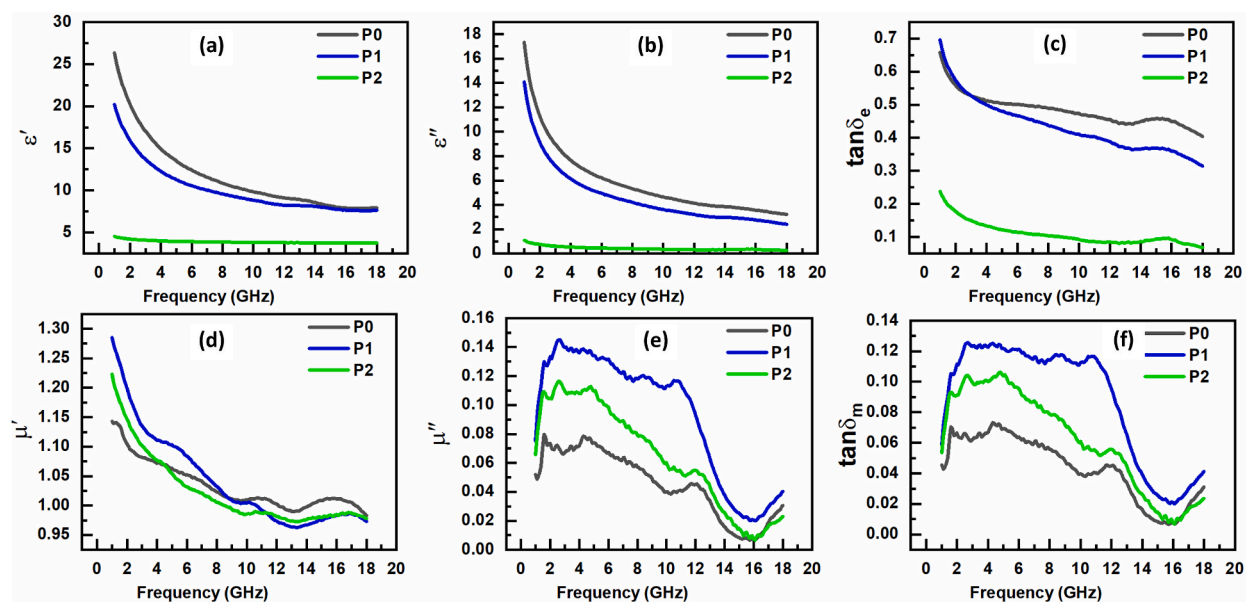 (a)
P0
P1
P2
30
25
20
15
10
5
ε′
0 2 4 6 8 10 12 14 16 18 20
Frequency (GHz)
(b)
P0
P1
P2
18
16
14
12
10
8
6
4
2
0
ε″
0 2 4 6 8 10 12 14 16 18 20
Frequency (GHz)
(c)
P0
P1
P2
0.7
0.6
0.5
0.4
0.3
0.2
0.1
tanδe
0 2 4 6 8 10 12 14 16 18 20
Frequency (GHz)
(d)
P0
P1
P2
1.30
1.25
1.20
1.15
1.10
1.05
1.00
0.95
μ′
0 2 4 6 8 10 12 14 16 18 20
Frequency (GHz)
(e)
P0
P1
P2
0.16
0.14
0.12
0.10
0.08
0.06
0.04
0.02
0.00
μ″
0 2 4 6 8 10 12 14 16 18 20
Frequency (GHz)
(f)
P0
P1
P2
0.14
0.12
0.10
0.08
0.06
0.04
0.02
0.00
tanδm
0 2 4 6 8 10 12 14 16 18 20
Frequency (GHz)